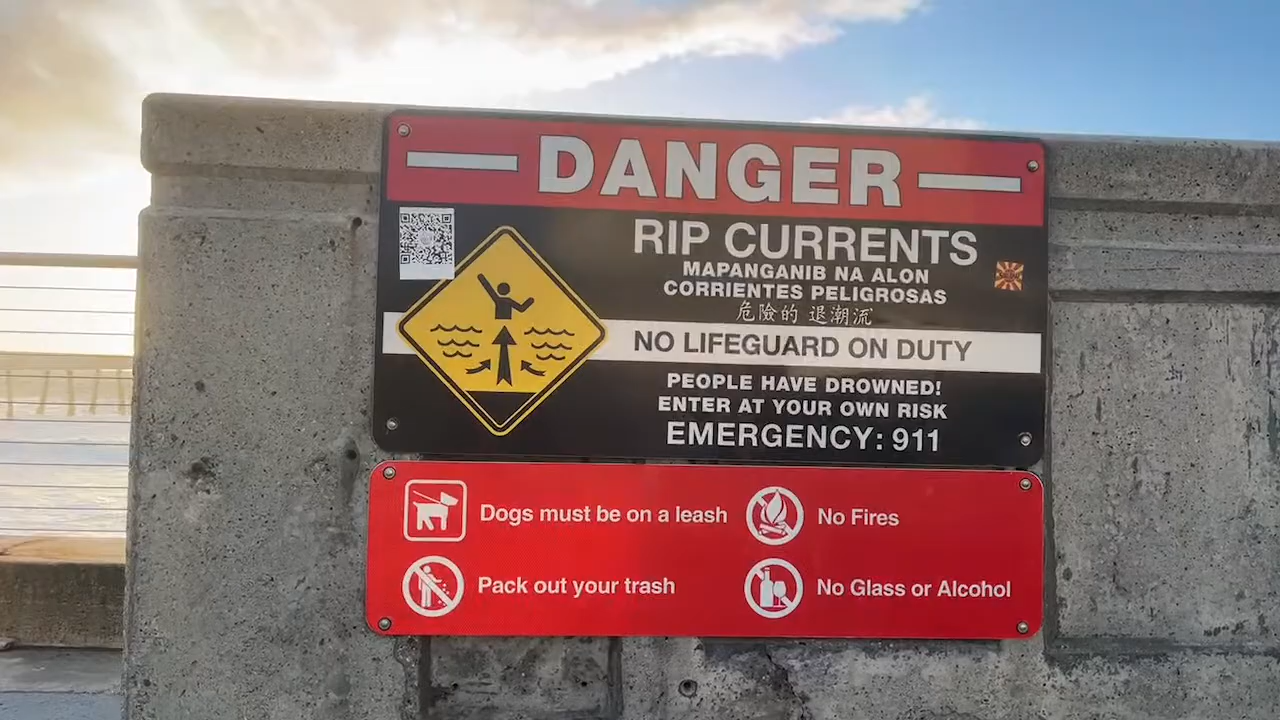 DANGER
RIP CURRENTS
MAPANGANIB NA ALON
CORRIENTES PELIGROSAS
危險的 退潮流
NO LIFEGUARD ON DUTY
PEOPLE HAVE DROWNED!
ENTER AT YOUR OWN RISK
EMERGENCY: 911
Dogs must be on a leash
No Fires
Pack out your trash
No Glass or Alcohol